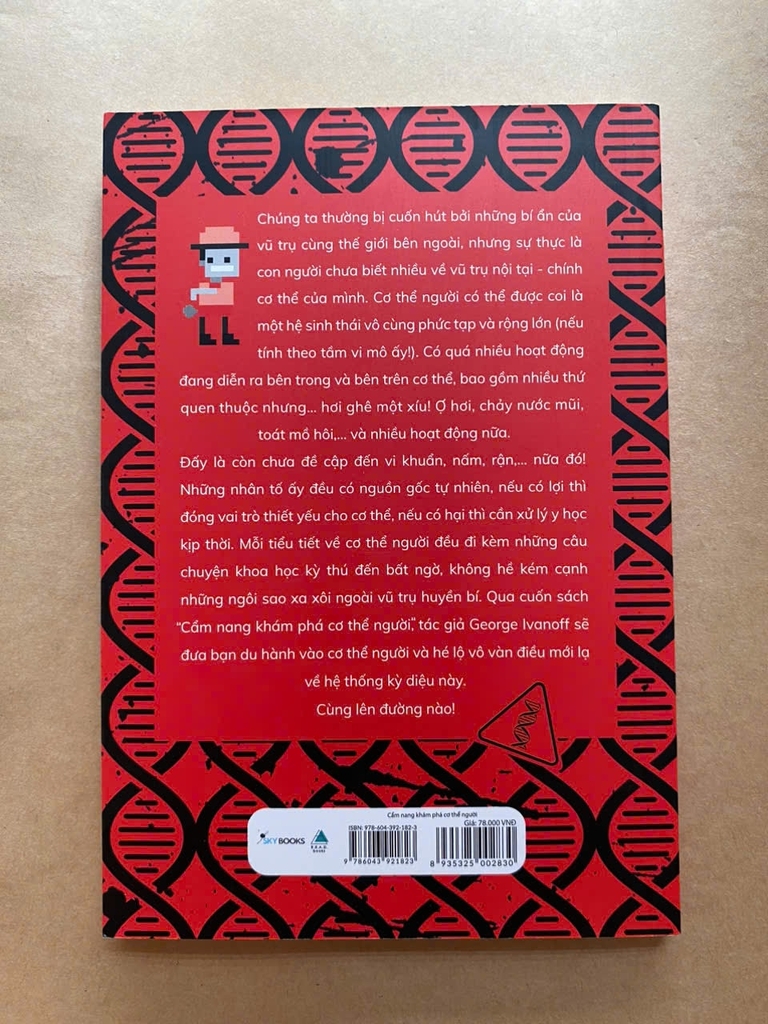 Chúng ta thường bị cuốn hút bởi những bí ẩn của
vũ trụ cùng thế giới bên ngoài, nhưng sự thực là
con người chưa biết nhiều về vũ trụ nội tại - chính
cơ thể của mình. Cơ thể người có thể được coi là
một hệ sinh thái vô cùng phức tạp và rộng lớn (nếu
tính theo tầm vi mô ấy!). Có quá nhiều hoạt động
đang diễn ra bên trong và bên trên cơ thể, bao gồm nhiều thứ
quen thuộc nhưng... hơi ghê một xíu! Ợ hơi, chảy nước mũi,
toát mồ hôi,... và nhiều hoạt động nữa.
Đấy là còn chưa đề cập đến vi khuẩn, nấm, rận,... nữa đó!
Những nhân tố ấy đều có nguồn gốc tự nhiên, nếu có lợi thì
đóng vai trò thiết yếu cho cơ thể, nếu có hại thì cần xử lý y học
kịp thời. Mỗi tiểu tiết về cơ thể người đều đi kèm những câu
chuyện khoa học kỳ thú đến bất ngờ, không hề kém cạnh
những ngôi sao xa xôi ngoài vũ trụ huyền bí. Qua cuốn sách
“Cẩm nang khám phá cơ thể người”, tác giả George Ivanoff sẽ
đưa bạn du hành vào cơ thể người và hé lộ vô vàn điều mới lạ
về hệ thống kỳ diệu này.
Cùng lên đường nào!
Cẩm nang khám phá cơ thể người
ISBN: 978-604-392-182-3
Giá: 78.000 VNĐ
SKY BOOKS
READ
BOOKS
9 786043 921823
8 935325 002830